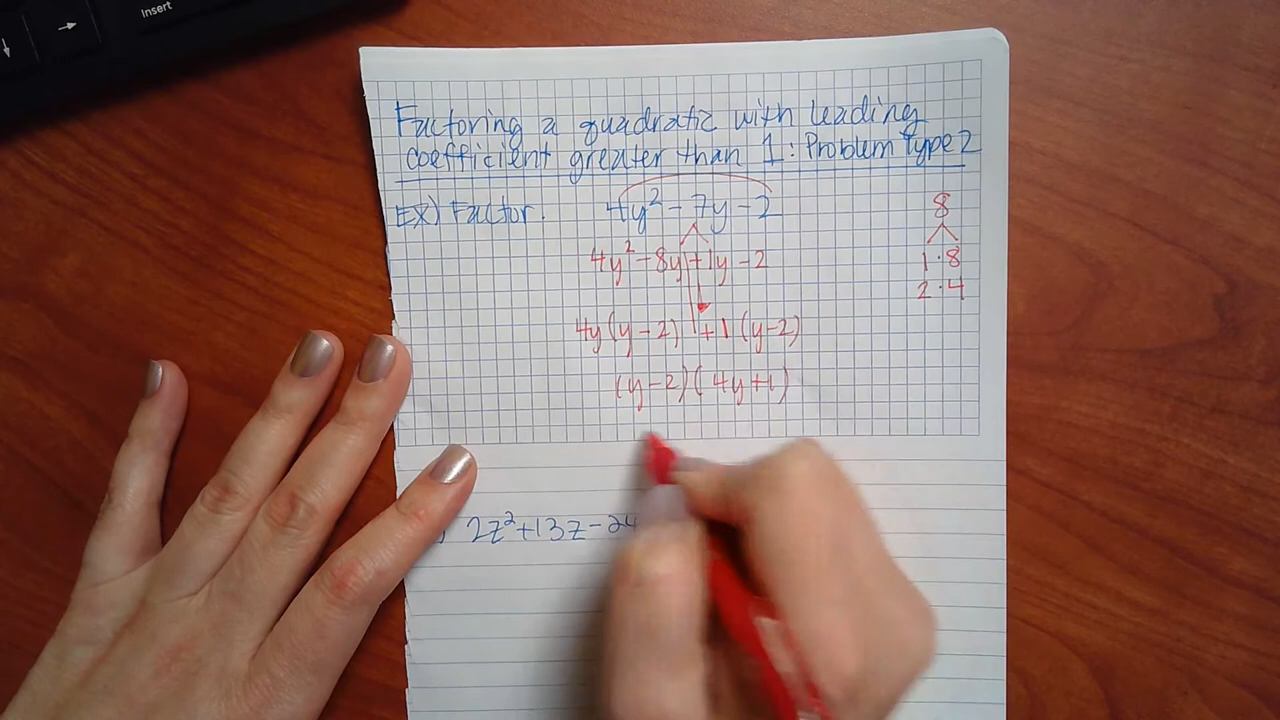 Insert
Factoring a quadratic with leading
coefficient greater than 1: Problem Type 2
Ex) Factor. 4y² - 7y - 2
8
4y² - 8y + 1y - 2
1 · 8
2 · 4
4y(y - 2) + 1(y - 2)
(y - 2)(4y + 1)
2z² + 13z - 24